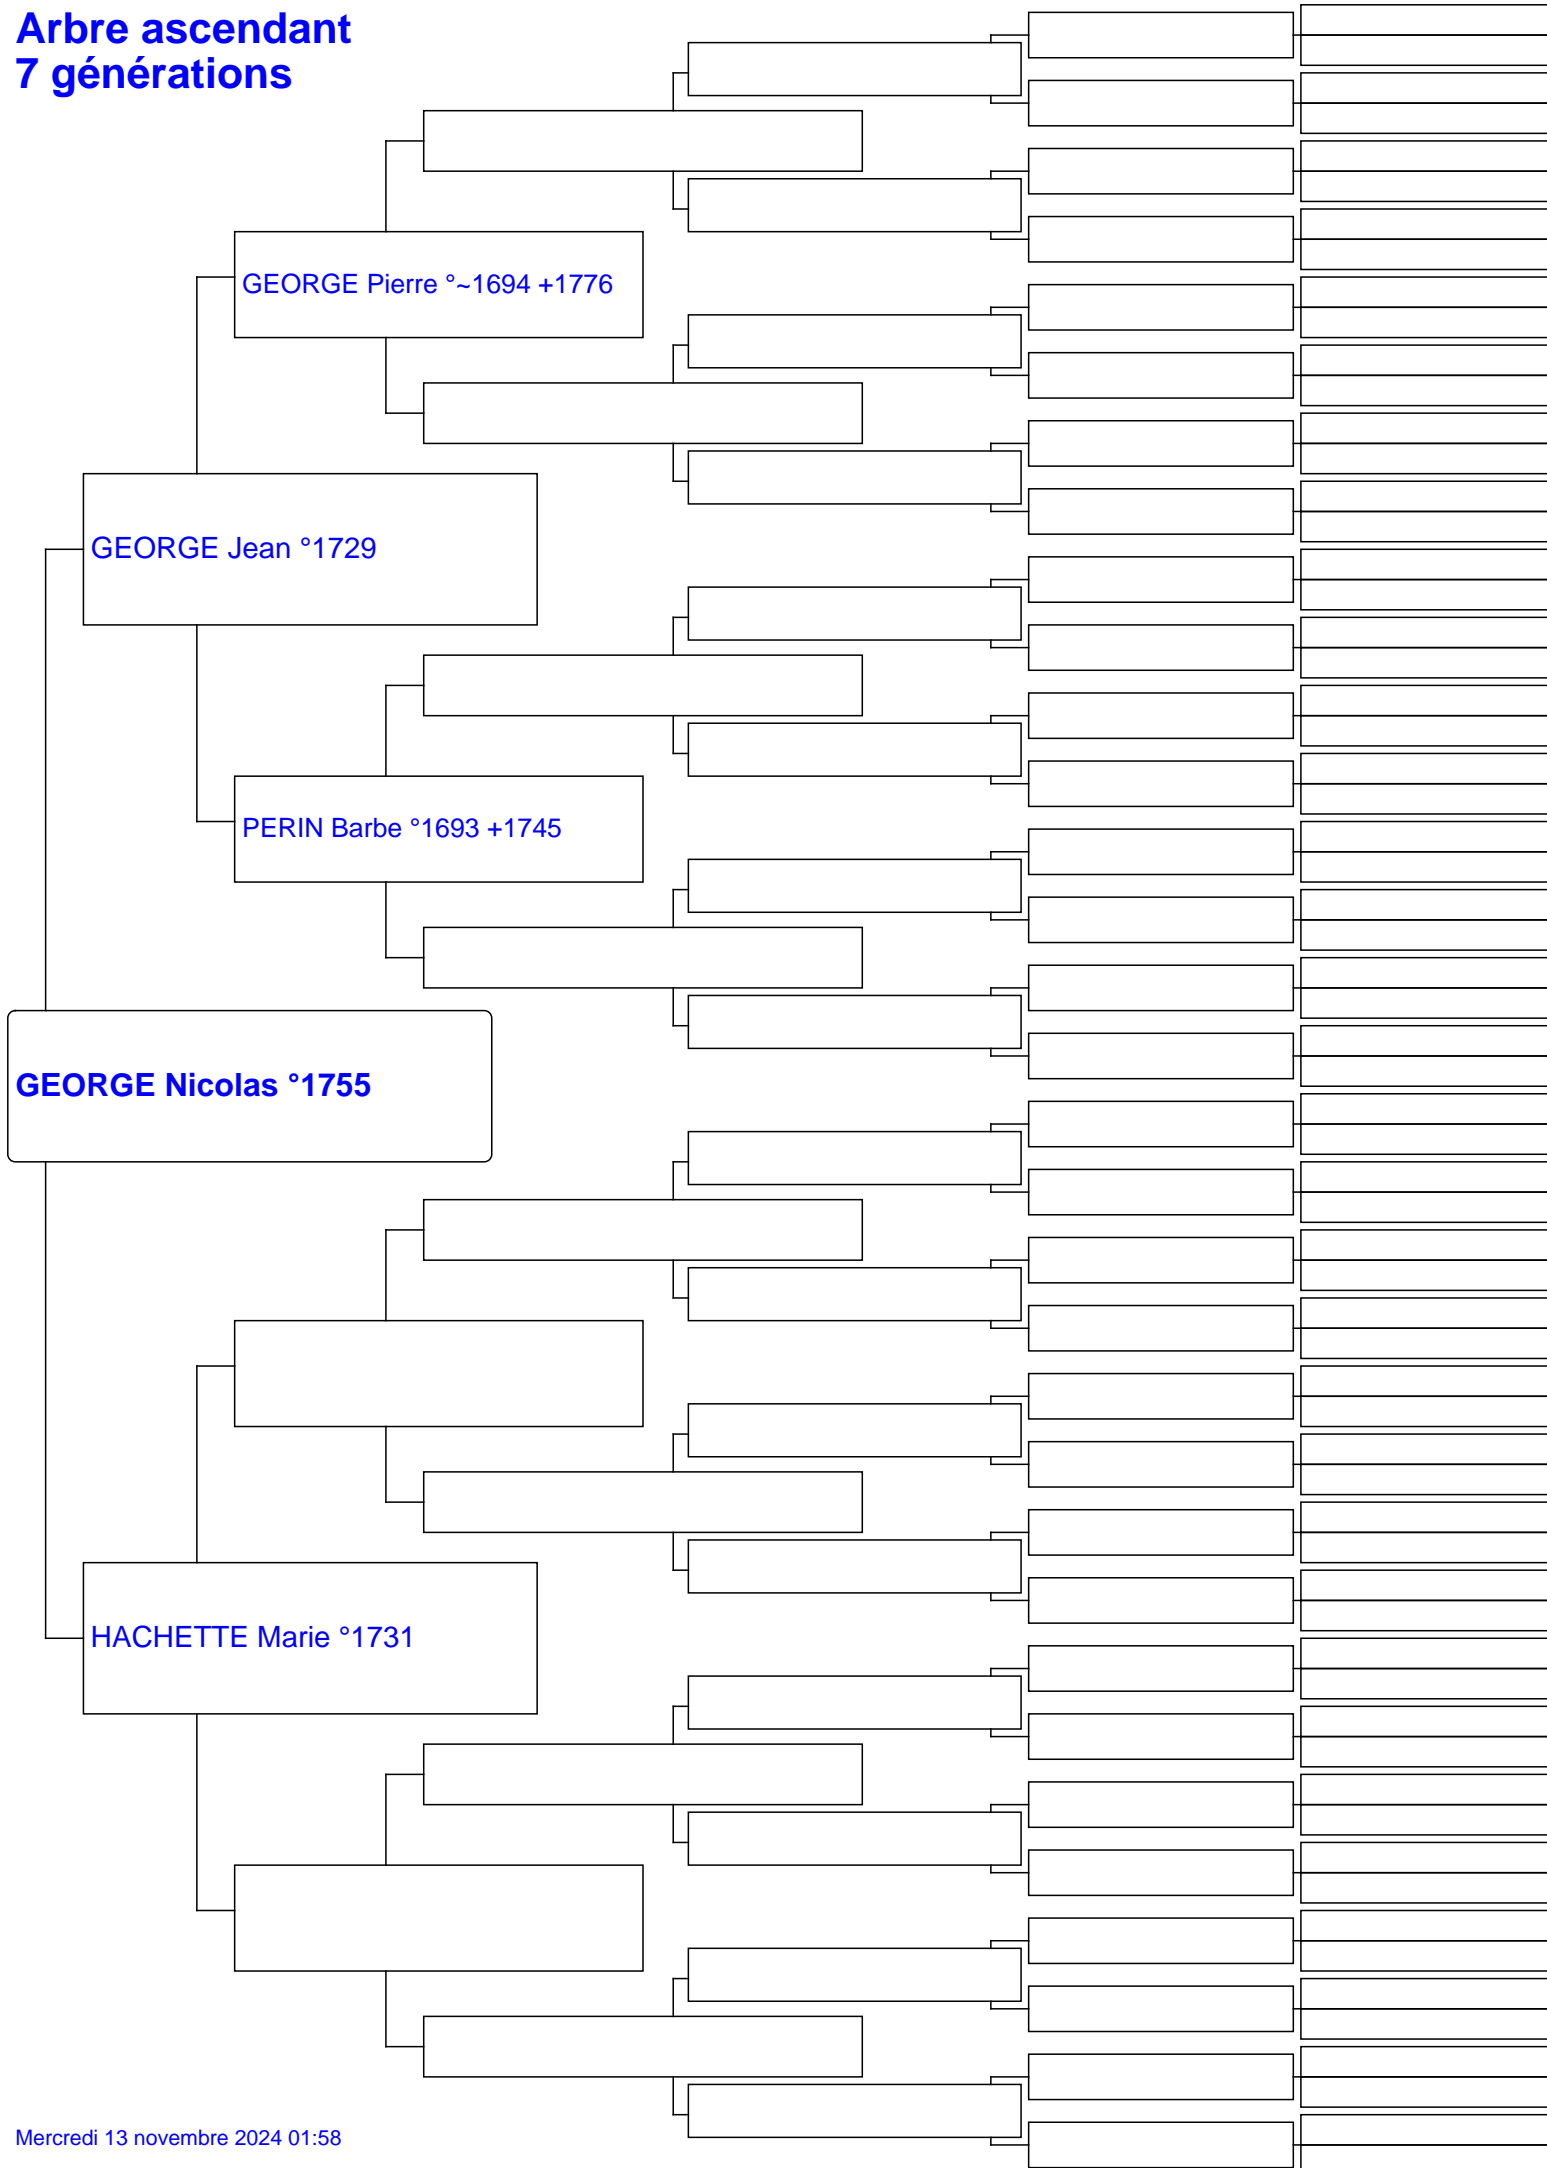 Arbre ascendant
7 générations
GEORGE Pierre °~1694 +1776
GEORGE Jean °1729
PERIN Barbe °1693 +1745
GEORGE Nicolas °1755
HACHETTE Marie °1731
Mercredi 13 novembre 2024 01:58